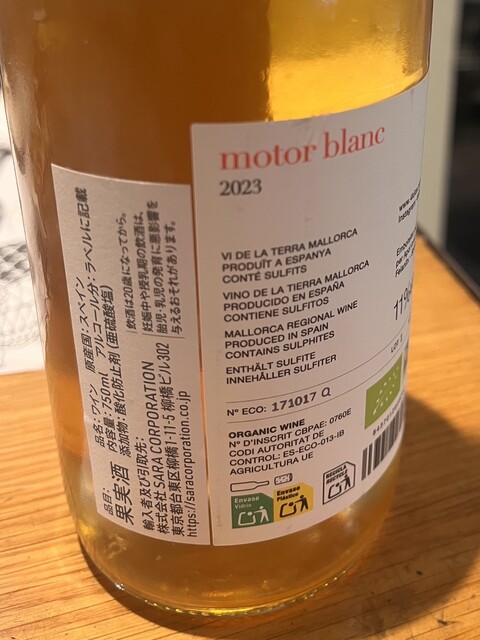 motor blanc
2023
VI DE LA TERRA MALLORCA
PRODUÏT A ESPANYA
CONTÉ SULFITS
VINO DE LA TIERRA MALLORCA
PRODUCIDO EN ESPAÑA
CONTIENE SULFITOS
MALLORCA REGIONAL WINE
PRODUCED IN SPAIN
CONTAINS SULPHITES
ENTHÄLT SULFITE
INNEHÅLLER SULFITER
Nº ECO: 171017 Q
ORGANIC WINE
Nº D'INSCRIT CBPAE: 0760E
CODI AUTORITAT DE
CONTROL: ES-ECO-013-IB
AGRICULTURA UE
Envase
Vidrio
Envase
Plástico
RECICLA
www.
Instagram
11%
品目:
果実酒
品名:ワイン 原産国:スペイン
内容量:750ml アルコール分:ラベルに記載
添加物:酸化防止剤(亜硫酸塩)
輸入者及び引取先:
株式会社 SARA CORPORATION
東京都台東区柳橋1-11-5 柳橋ビル302
https://saracorporation.co.jp
飲酒は20歳になってから。
妊娠中や授乳期の飲酒は、
胎児・乳児の発育に悪影響を
与えるおそれがあります。